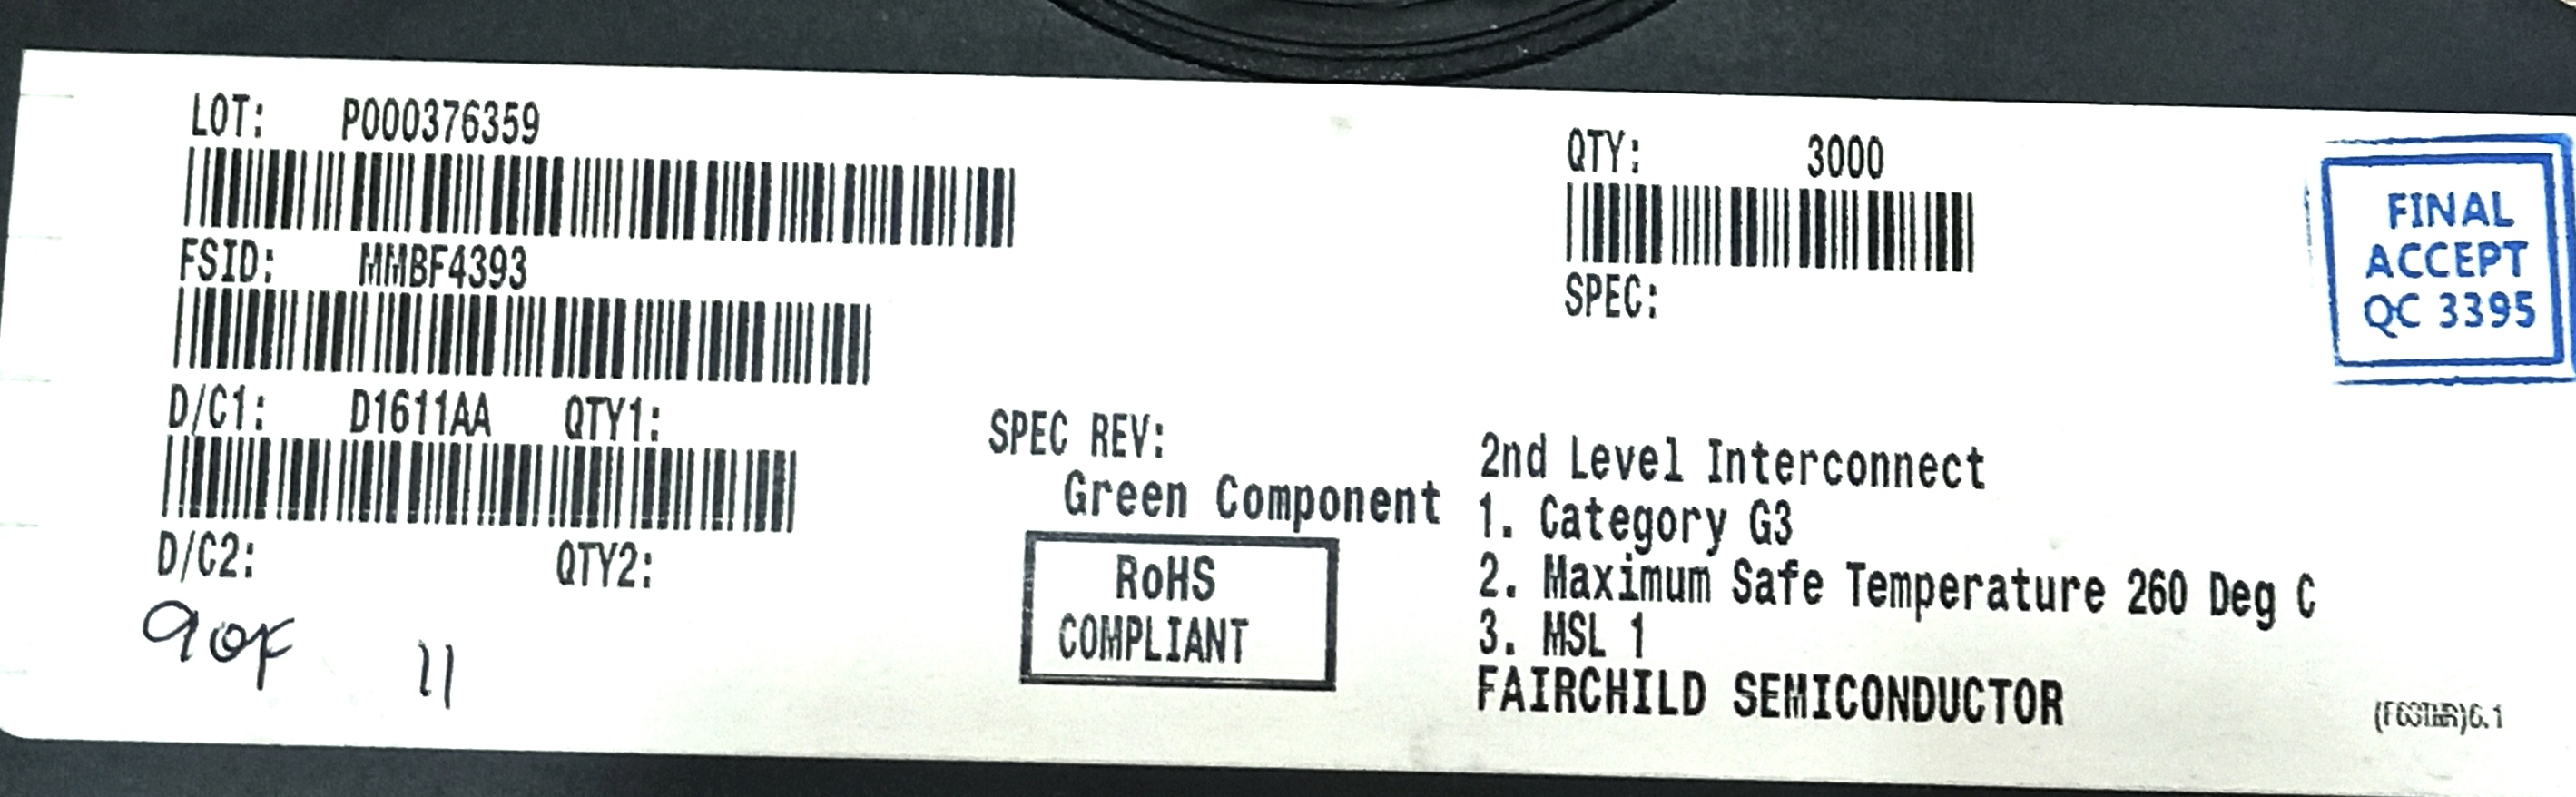 LOT: P000376359
FSID: MMBF4393
D/C1: D1611AA QTY1:
D/C2: QTY2:
9 of 11
QTY: 3000
SPEC:
FINAL
ACCEPT
QC 3395
SPEC REV:
Green Component
RoHS
COMPLIANT
2nd Level Interconnect
1. Category G3
2. Maximum Safe Temperature 260 Deg C
3. MSL 1
FAIRCHILD SEMICONDUCTOR